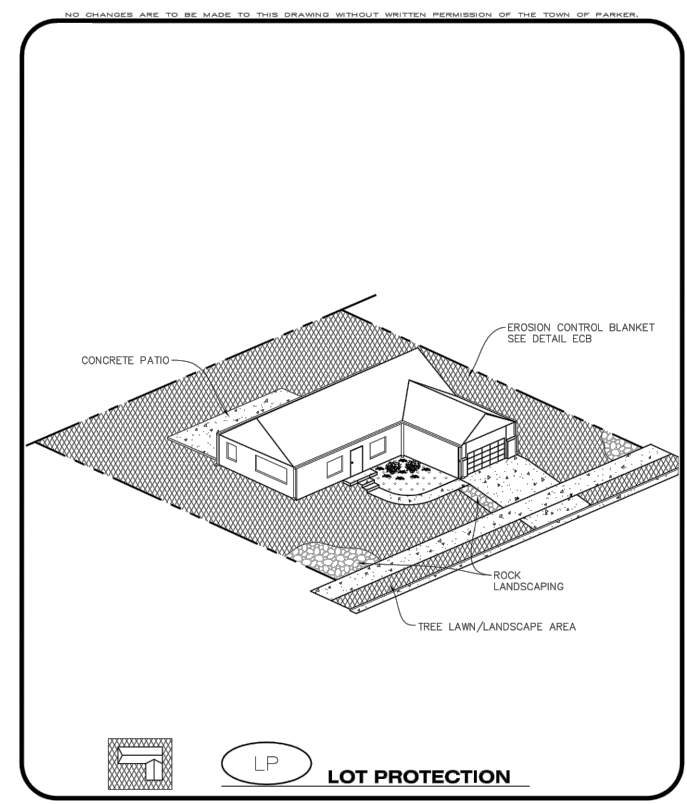 NO CHANGES ARE TO BE MADE TO THIS DRAWING WITHOUT WRITTEN PERMISSION OF THE TOWN OF PARKER.
EROSION CONTROL BLANKET
SEE DETAIL ECB
CONCRETE PATIO
ROCK
LANDSCAPING
TREE LAWN/LANDSCAPE AREA
LP
LOT PROTECTION